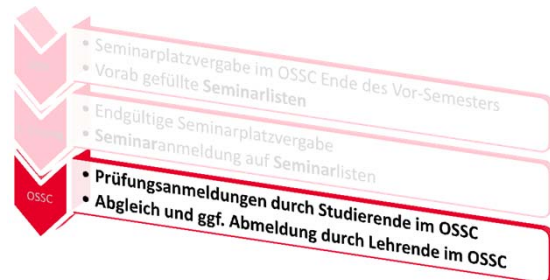 • Seminarplatzvergabe im OSSC Ende des Vor-Semesters
• Vorab gefüllte Seminarlisten
• Endgültige Seminarplatzvergabe
• Seminaranmeldung auf Seminarlisten
OSSC
• Prüfungsanmeldungen durch Studierende im OSSC
• Abgleich und ggf. Abmeldung durch Lehrende im OSSC